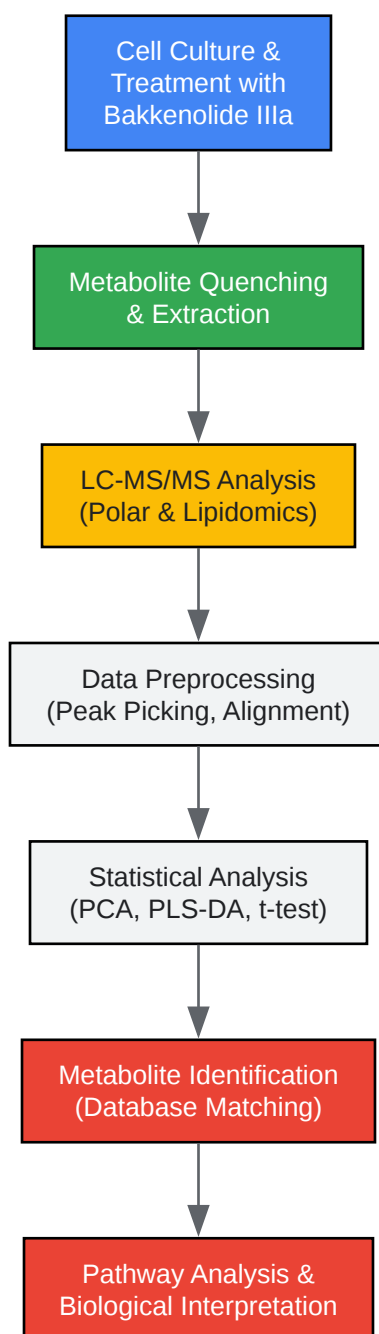 Cell Culture &
Treatment with
Bakkenolide IIIa
Metabolite Quenching
& Extraction
LC-MS/MS Analysis
(Polar & Lipidomics)
Data Preprocessing
(Peak Picking, Alignment)
Statistical Analysis
(PCA, PLS-DA, t-test)
Metabolite Identification
(Database Matching)
Pathway Analysis &
Biological Interpretation